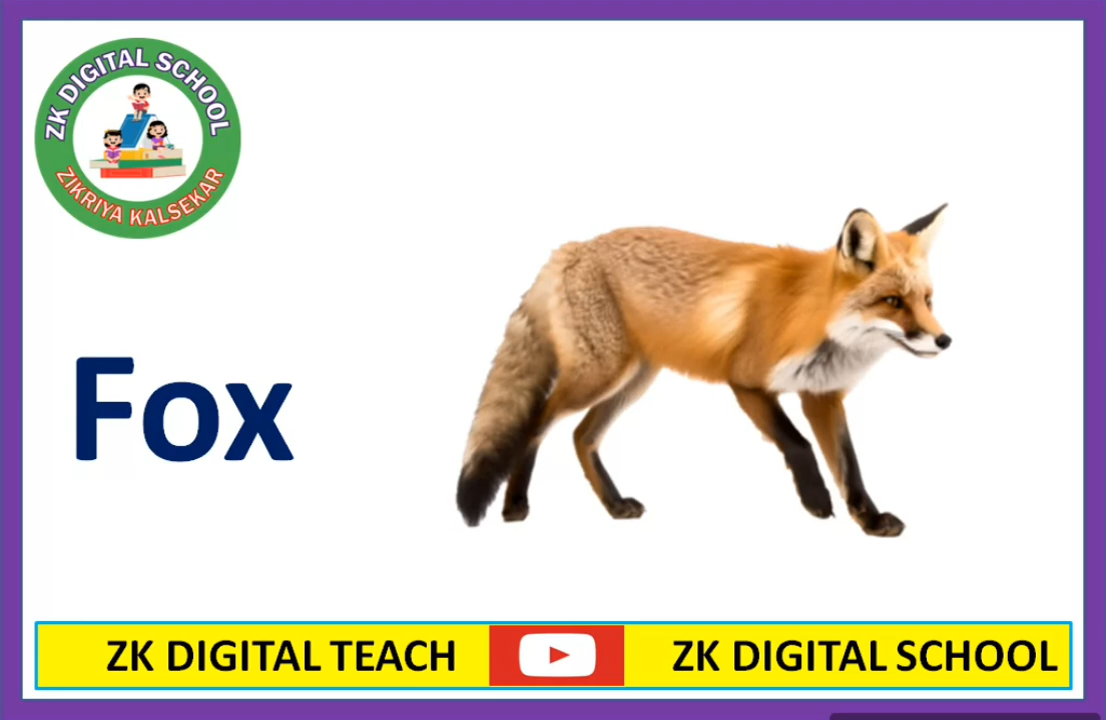 ZK DIGITAL SCHOOL
ZIKRIYA KALSEKAR
Fox
ZK DIGITAL TEACH
ZK DIGITAL SCHOOL